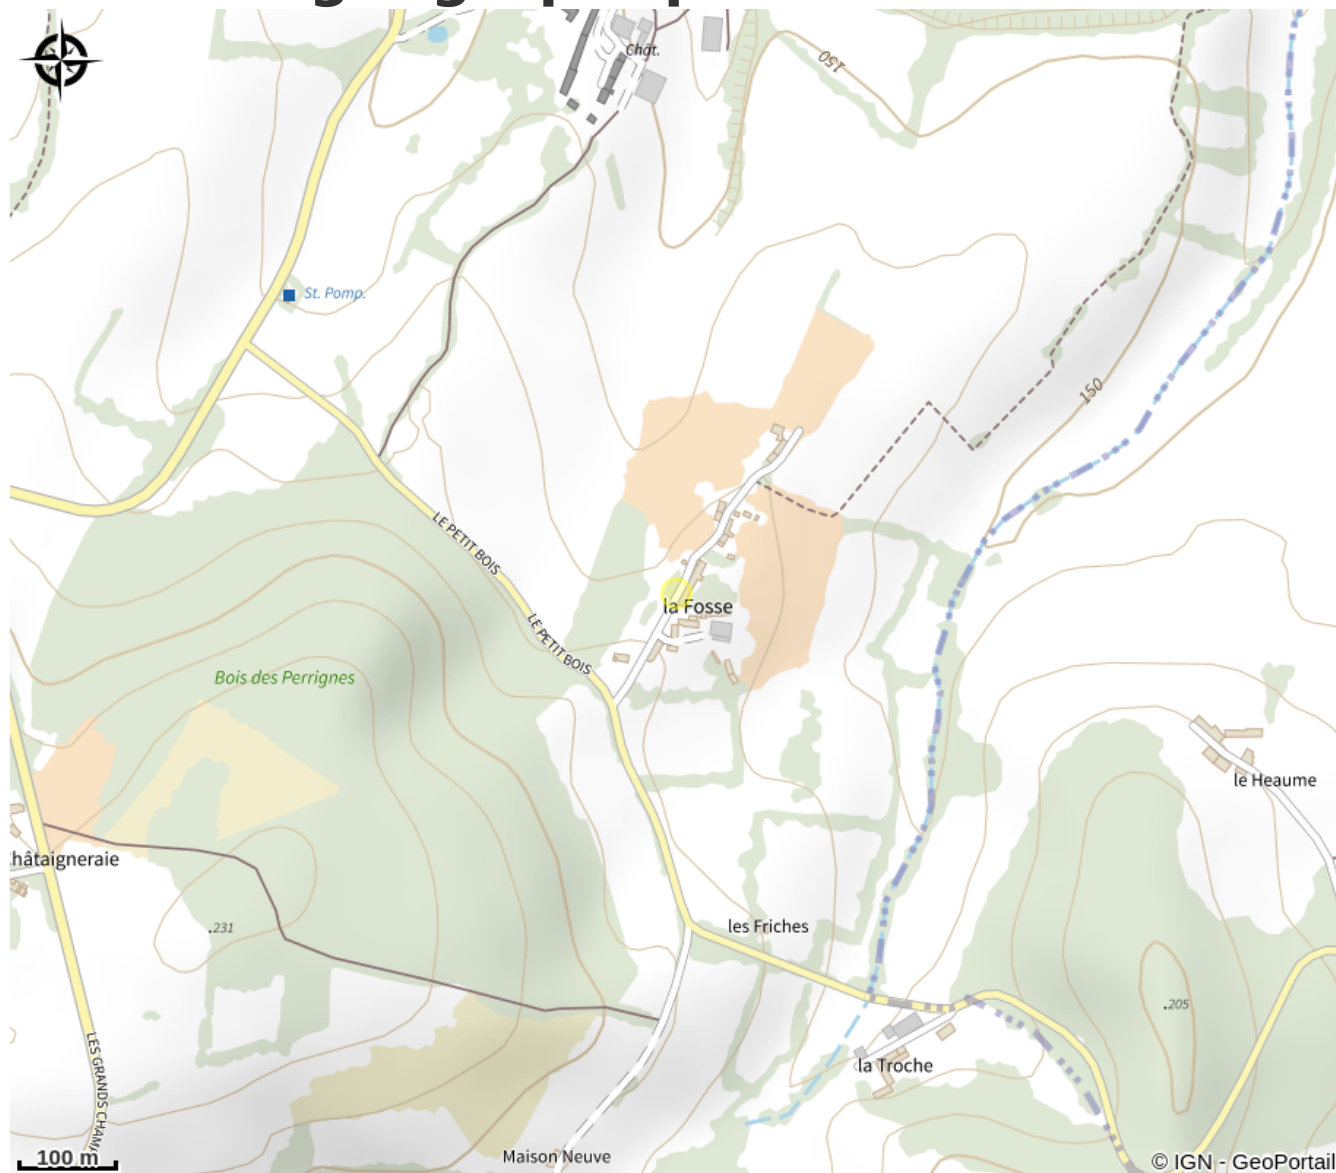 Chât.
150
St. Pomp.
150
LE PETIT BOIS
LE PETIT BOIS
la Fosse
Bois des Perrignes
le Heaume
hâtaigneraie
.231
les Friches
.205
LES GRANDS CHAM
la Troche
Maison Neuve
100 m
© IGN - GeoPortail